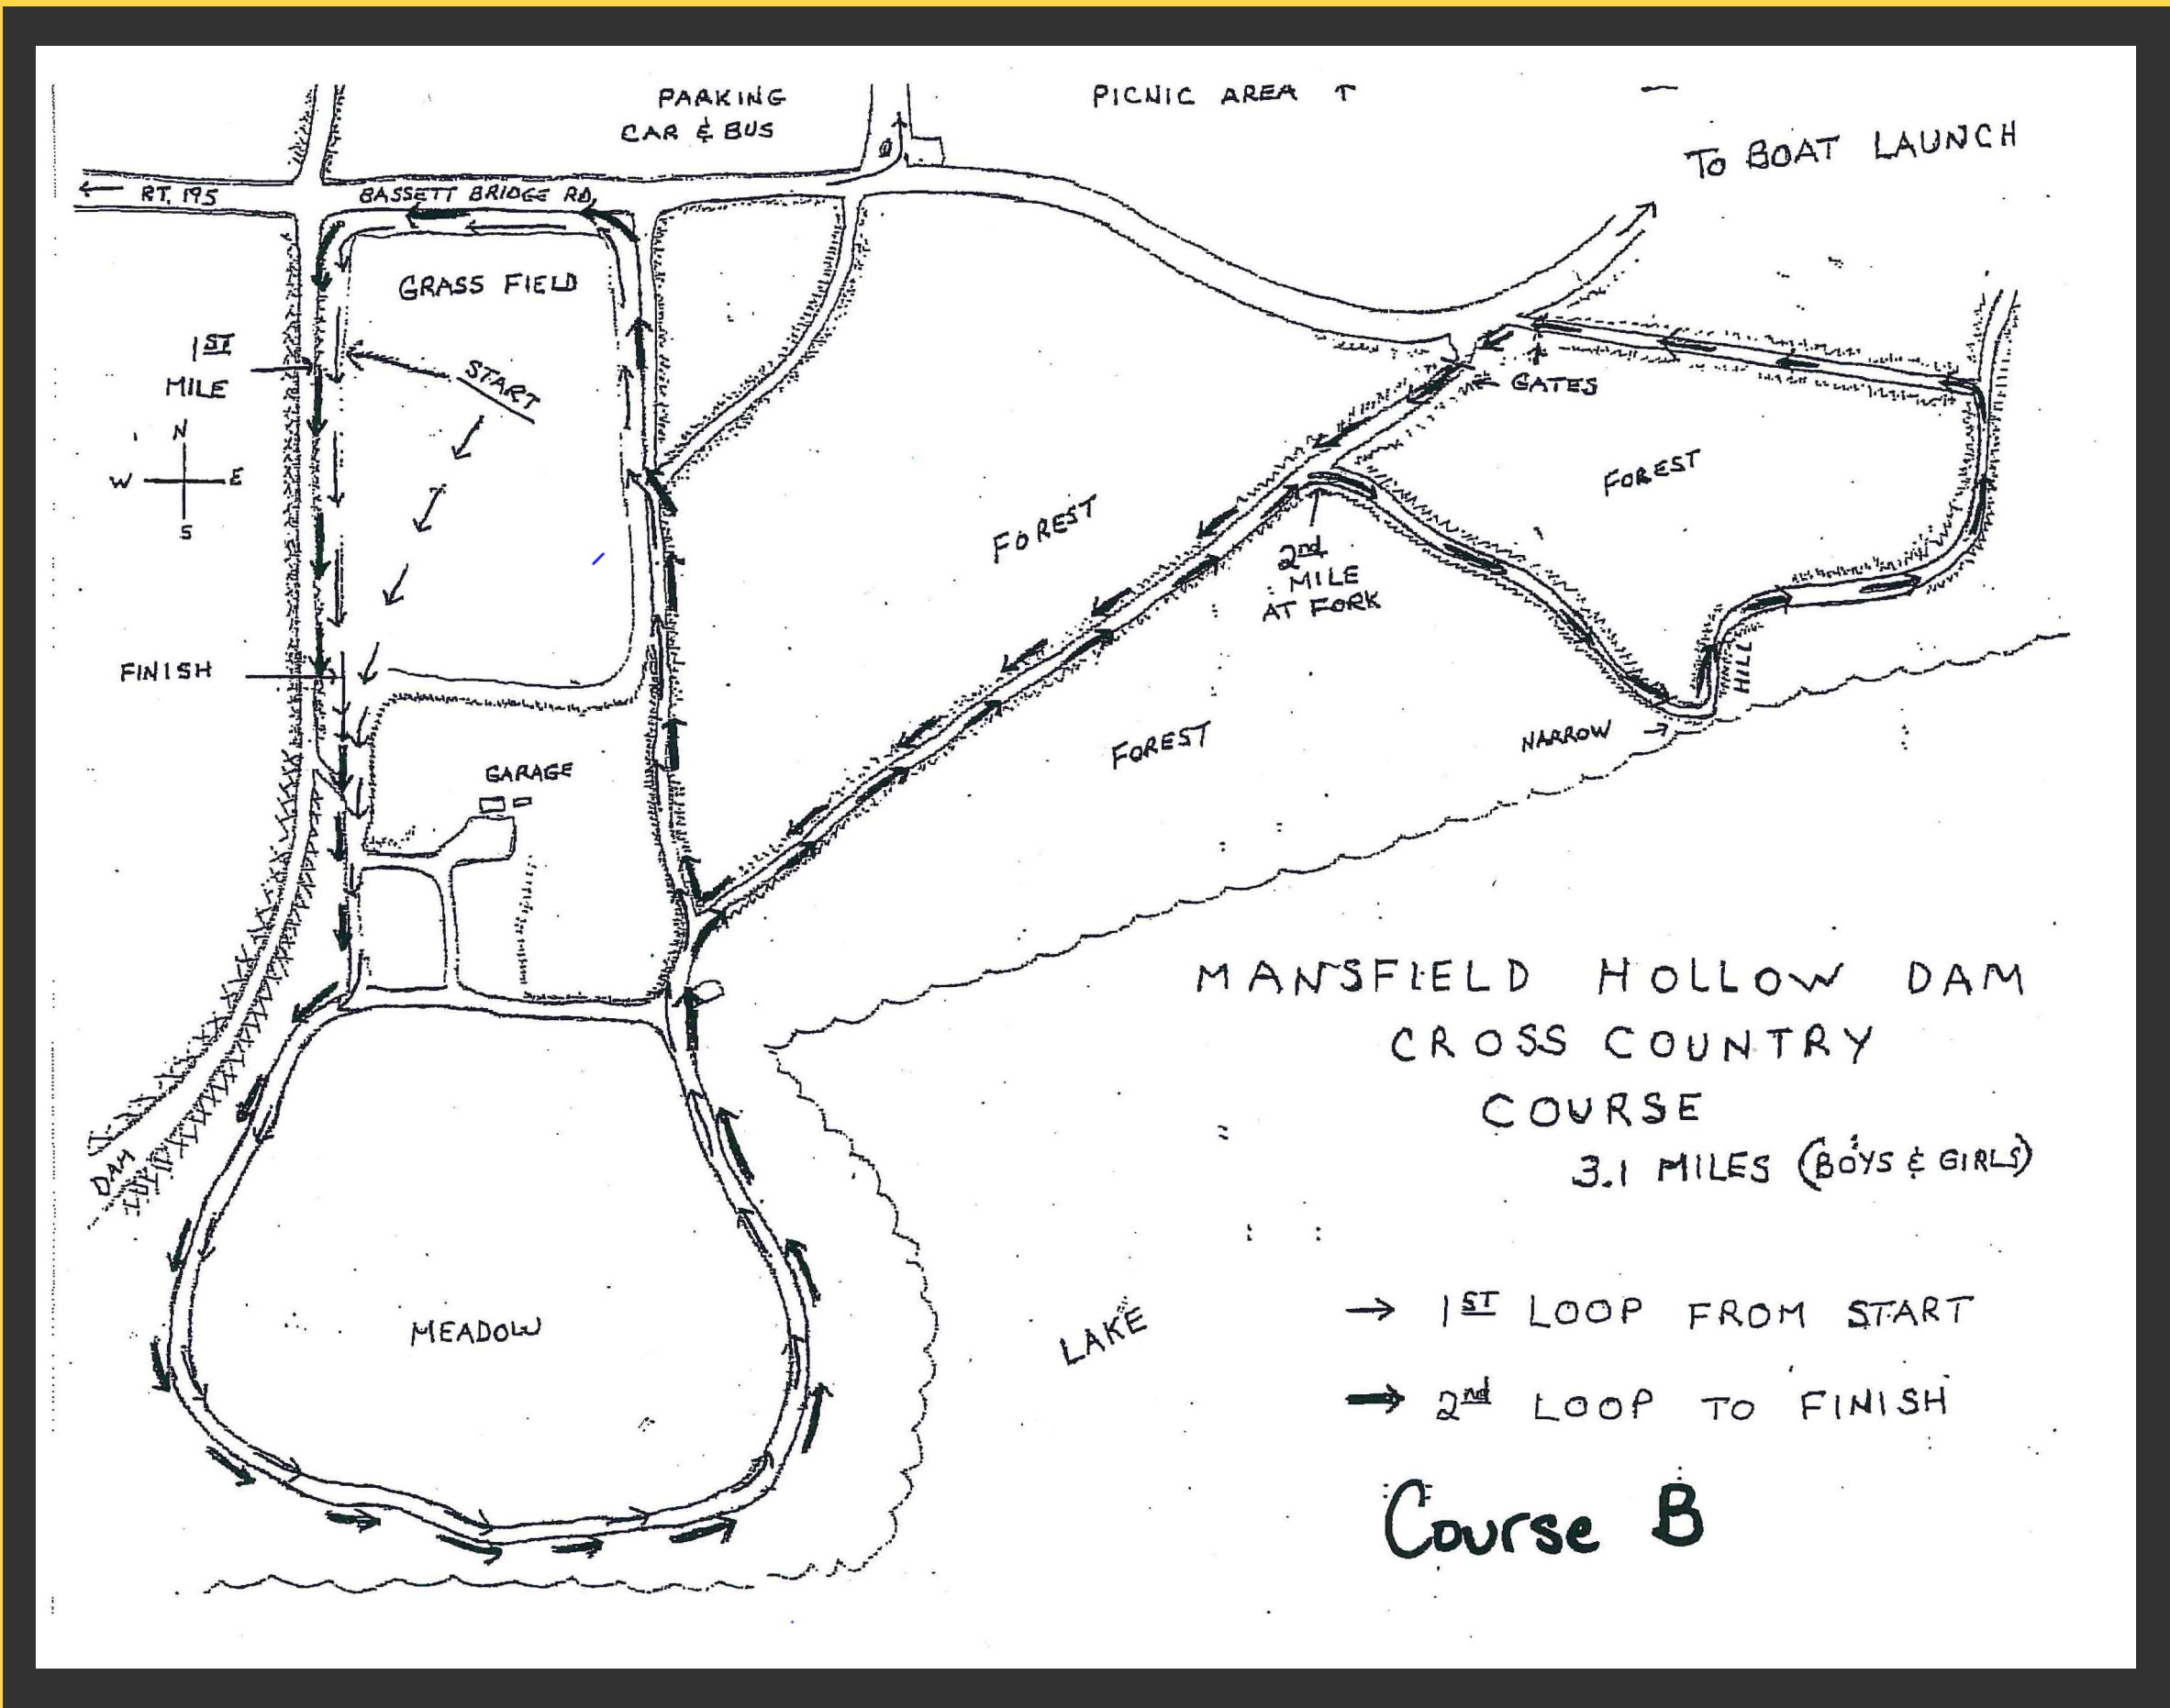 PARKING
CAR & BUS
PICNIC AREA ↑
TO BOAT LAUNCH
← RT. 195
BASSETT BRIDGE RD.
GRASS FIELD
1ST
MILE
START
N
W E
S
GATES
FOREST
FOREST
2nd
MILE
AT FORK
FINISH
HILL
NARROW →
FOREST
GARAGE
MANSFIELD HOLLOW DAM
CROSS COUNTRY
COURSE
3.1 MILES (BOYS & GIRLS)
DAM
MEADOW
LAKE
→ 1ST LOOP FROM START
→ 2nd LOOP TO FINISH
Course B